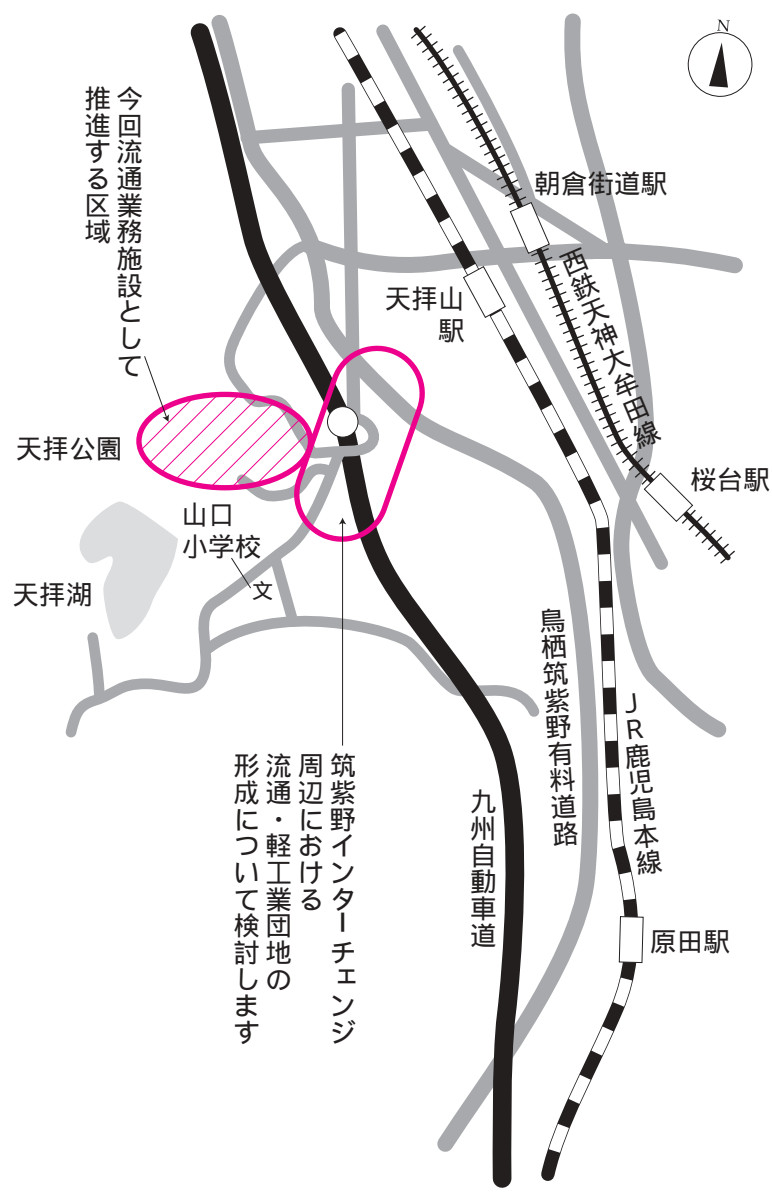 N
今回流通業務施設として
推進する区域
朝倉街道駅
西鉄天神大牟田線
天拝山
駅
天拝公園
桜台駅
山口
小学校
文
天拝湖
鳥栖筑紫野有料道路
JR鹿児島本線
筑紫野インターチェンジ
周辺における
流通・軽工業団地の
形成について検討します
九州自動車道
原田駅